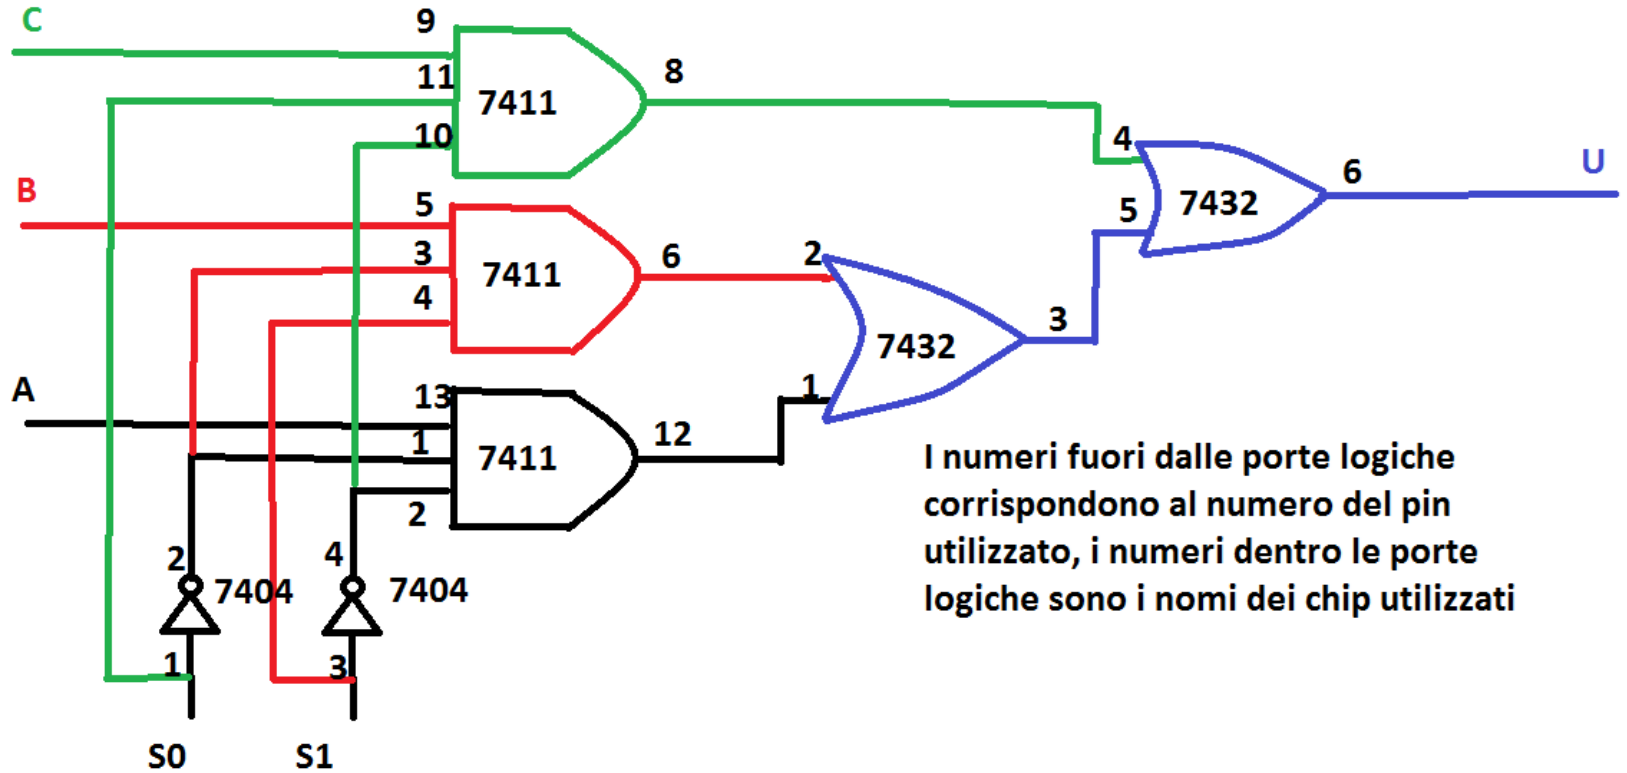 C
9
11
7411
8
10
4
6
U
B
5
7432
5
3
7411
6
2
4
3
7432
A
13
1
1
7411
12
2
I numeri fuori dalle porte logiche
corrispondono al numero del pin
utilizzato, i numeri dentro le porte
logiche sono i nomi dei chip utilizzati
2
7404
4
7404
1
3
S0
S1